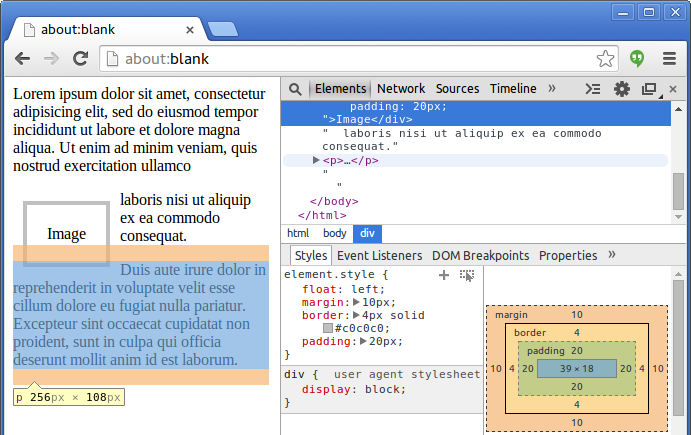 about:blank
about:blank
Lorem ipsum dolor sit amet, consectetur
adipisicing elit, sed do eiusmod tempor
incididunt ut labore et dolore magna
aliqua. Ut enim ad minim veniam, quis
nostrud exercitation ullamco
laboris nisi ut aliquip
ex ea commodo
consequat.
Image
Duis aute irure dolor in
reprehenderit in voluptate velit esse
cillum dolore eu fugiat nulla pariatur.
Excepteur sint occaecat cupidatat non
proident, sunt in culpa qui officia
deserunt mollit anim id est laborum.
p 256px × 108px
Elements Network Sources Timeline »
padding: 20px;
">Image</div>
"  laboris nisi ut aliquip ex ea commodo
consequat."
<p>…</p>
"
"
</body>
</html>
html body div
Styles Event Listeners DOM Breakpoints Properties »
element.style {
float: left;
margin: 10px;
border: 4px solid
#c0c0c0;
padding: 20px;
}
div { user agent stylesheet
display: block;
}
margin 10
border 4
padding 20
10 4 20 39 × 18 20 4 10
20
4
10